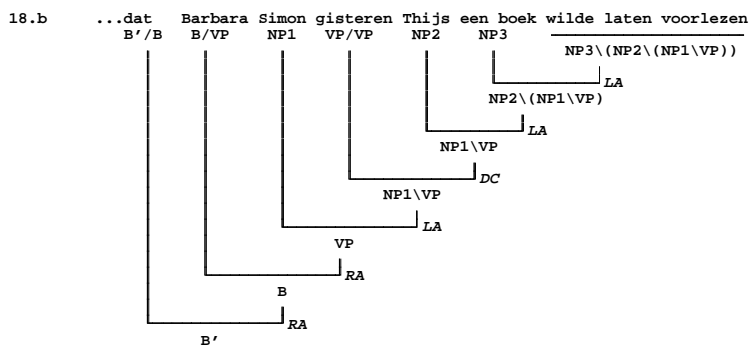 18.b ...dat Barbara Simon gisteren Thijs een boek wilde laten voorlezen
B'/B B/VP NP1 VP/VP NP2 NP3
NP3\(NP2\(NP1\VP))
LA
NP2\(NP1\VP)
LA
NP1\VP
DC
NP1\VP
LA
VP
RA
B
RA
B'